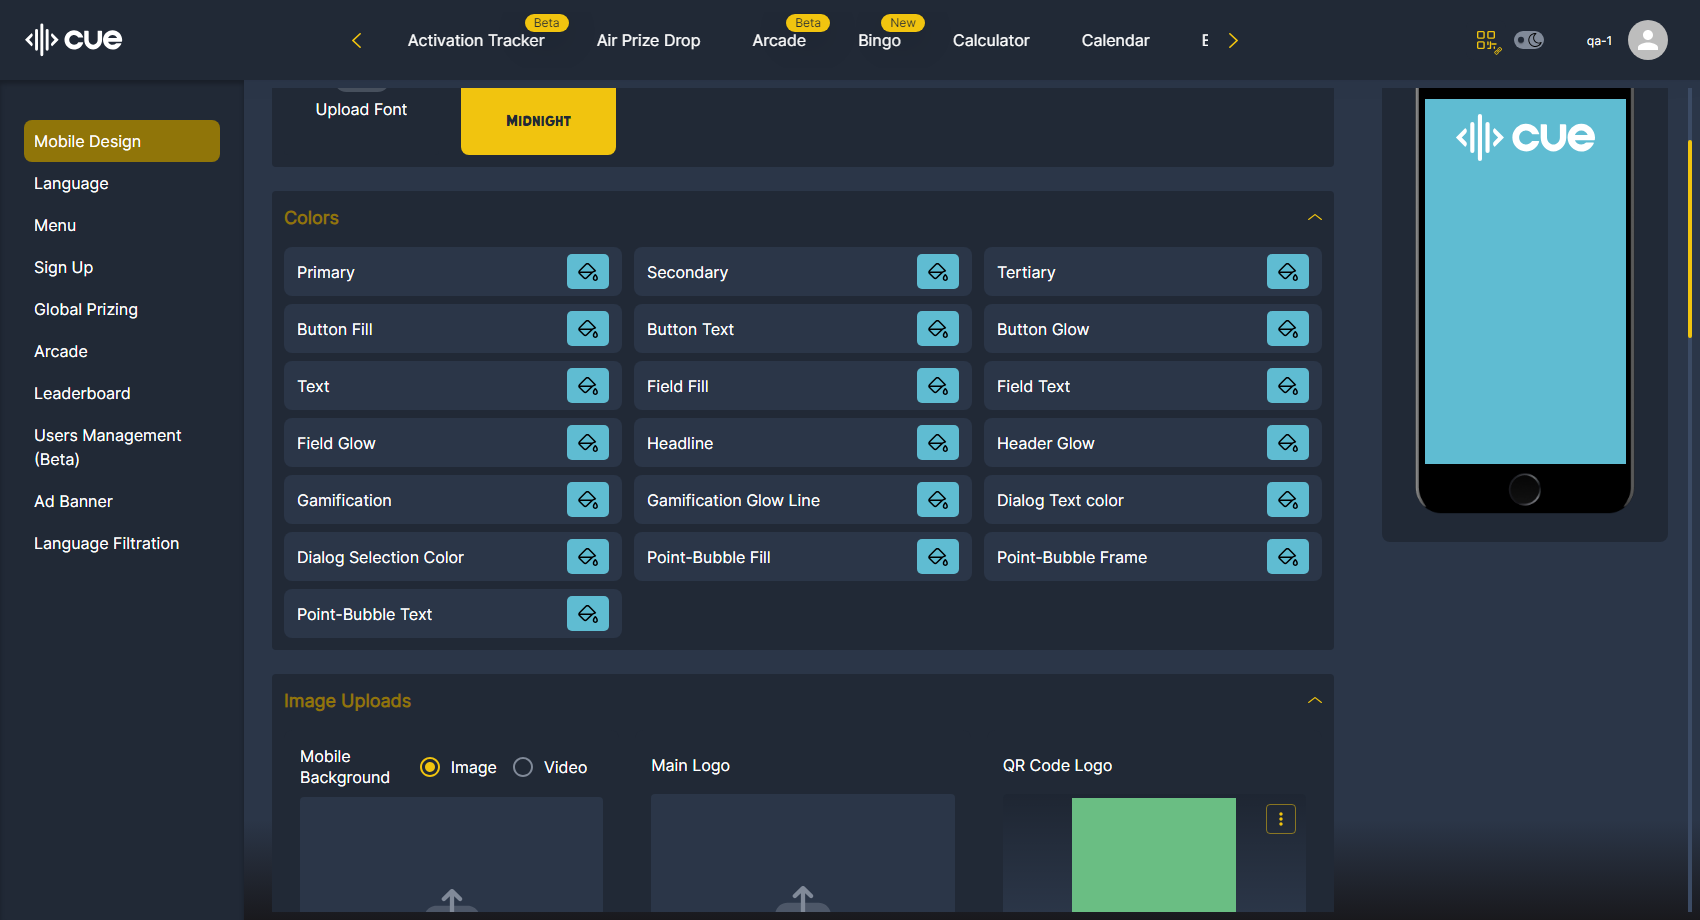 cue
Beta
Beta
New
Activation Tracker
Air Prize Drop
Arcade
Bingo
Calculator
Calendar
qa-1
Mobile Design
Language
Menu
Sign Up
Global Prizing
Arcade
Leaderboard
Users Management
(Beta)
Ad Banner
Language Filtration
Upload Font
MIDNIGHT
Colors
Primary
Secondary
Tertiary
Button Fill
Button Text
Button Glow
Text
Field Fill
Field Text
Field Glow
Headline
Header Glow
Gamification
Gamification Glow Line
Dialog Text color
Dialog Selection Color
Point-Bubble Fill
Point-Bubble Frame
Point-Bubble Text
Image Uploads
Mobile
Background
Image
Video
Main Logo
QR Code Logo
cue